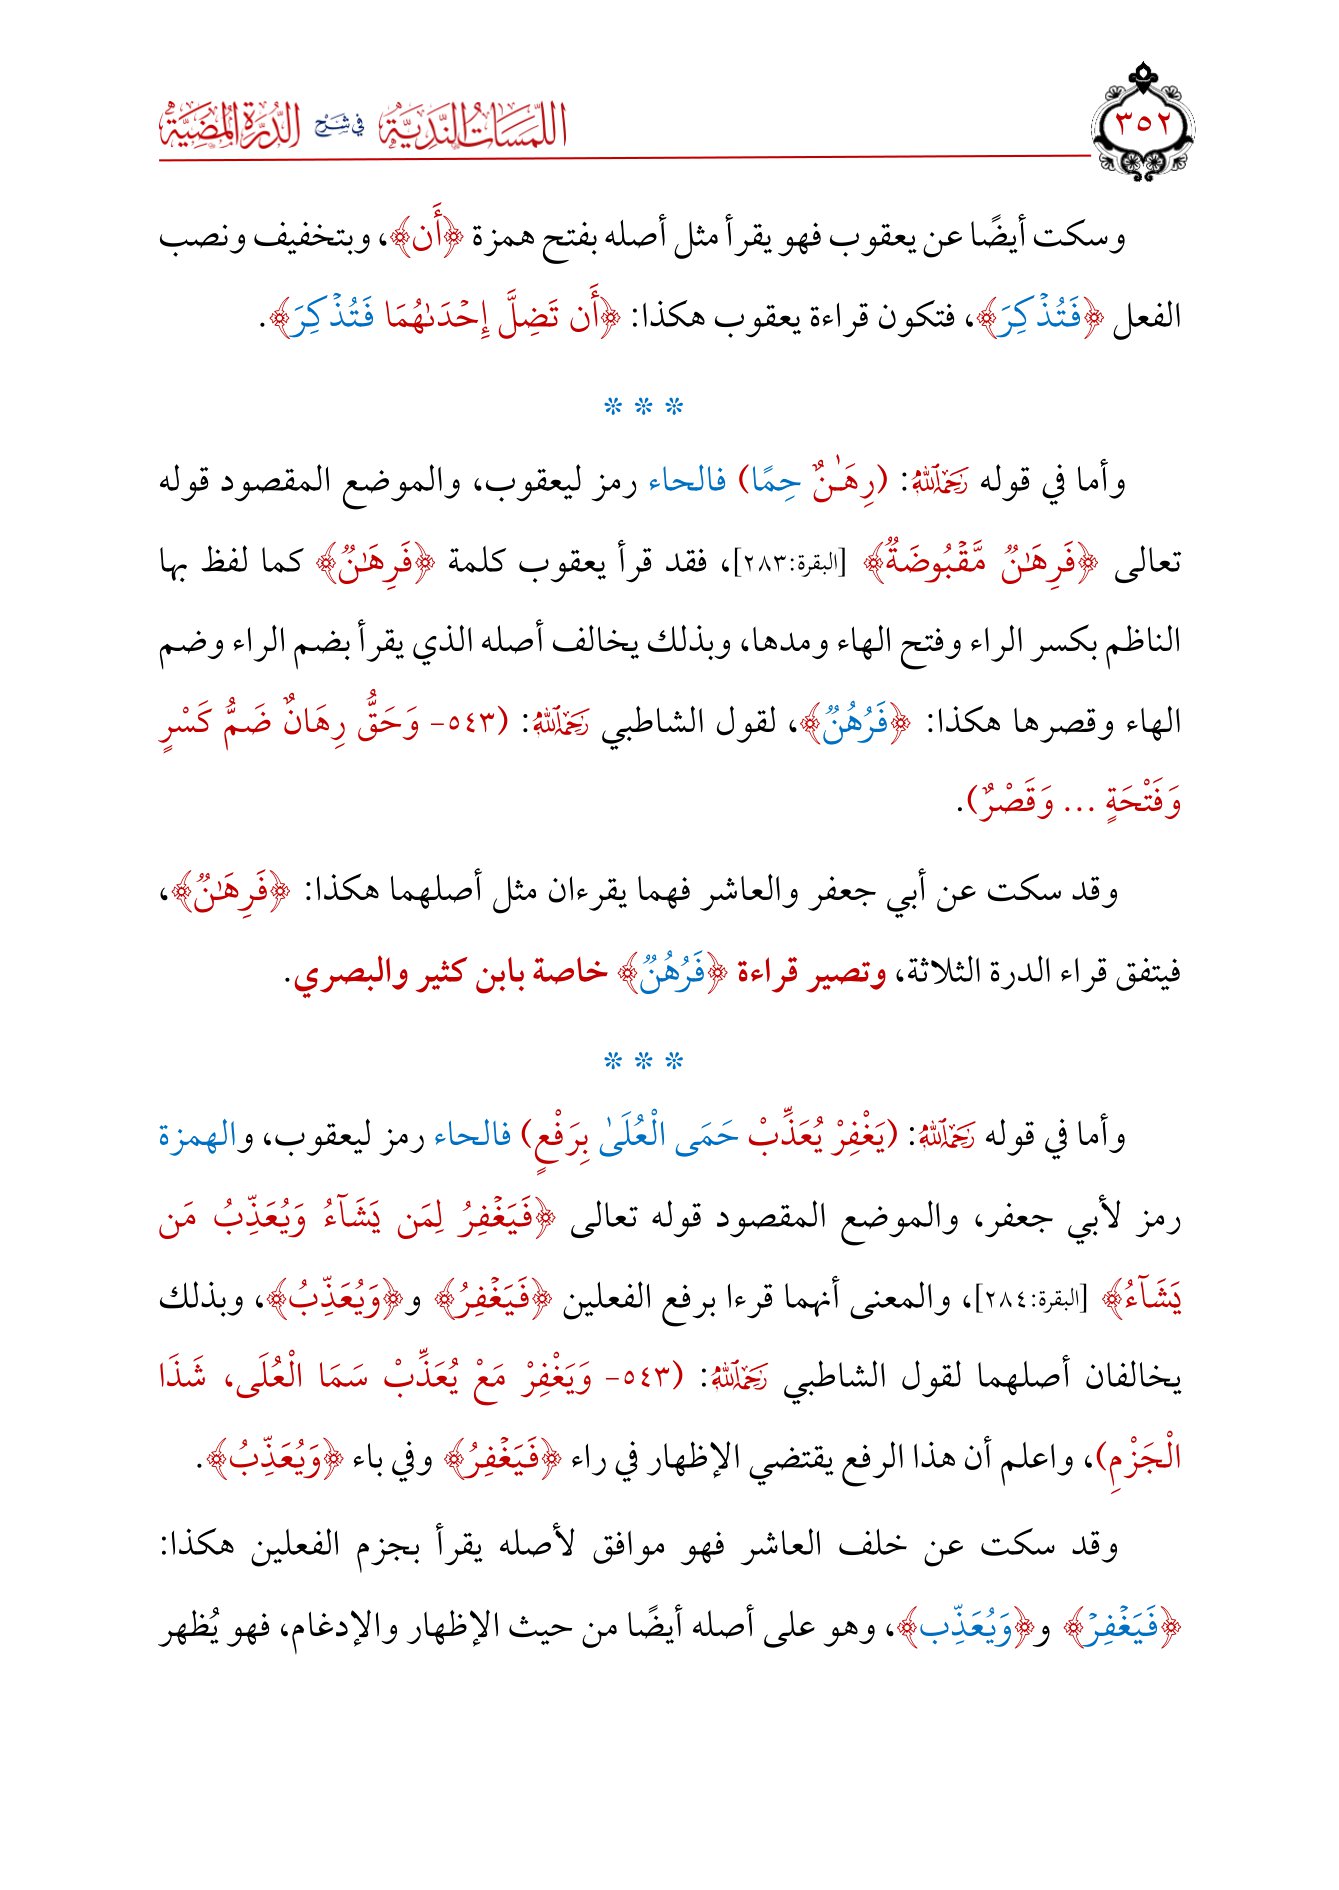 اللمسات الندية في شرح الدرة المضية
٣٥٢
وسكت أيضًا عن يعقوب فهو يقرأ مثل أصله بفتح همزة ﴿أَن﴾، وبتخفيف ونصب
الفعل ﴿فَتُذۡكِرَ﴾، فتكون قراءة يعقوب هكذا: ﴿أَن تَضِلَّ إِحۡدَىٰهُمَا فَتُذۡكِرَ﴾.
* * *
وأما في قوله رَحِمَهُ ٱللَّهُ: (رِهَـٰنٌ حِمًا) فالحاء رمز ليعقوب، والموضع المقصود قوله
تعالى ﴿فَرِهَٰنٞ مَّقۡبُوضَةٞ﴾ [البقرة:٢٨٣]، فقد قرأ يعقوب كلمة ﴿فَرِهَٰنٞ﴾ كما لفظ بها
الناظم بكسر الراء وفتح الهاء ومدها، وبذلك يخالف أصله الذي يقرأ بضم الراء وضم
الهاء وقصرها هكذا: ﴿فَرُهُنٞ﴾، لقول الشاطبي رَحِمَهُ ٱللَّهُ: (٥٤٣- وَحَقُّ رِهَانٌ ضَمُّ كَسْرٍ
وَفَتْحَةٍ ... وَقَصْرٌ).
وقد سكت عن أبي جعفر والعاشر فهما يقرءان مثل أصلهما هكذا: ﴿فَرِهَٰنٞ﴾،
فيتفق قراء الدرة الثلاثة، وتصير قراءة ﴿فَرُهُنٞ﴾ خاصة بابن كثير والبصري.
* * *
وأما في قوله رَحِمَهُ ٱللَّهُ: (يَغْفِرْ يُعَذِّبْ حَمَى الْعُلَىٰ بِرَفْعٍ) فالحاء رمز ليعقوب، والهمزة
رمز لأبي جعفر، والموضع المقصود قوله تعالى ﴿فَيَغۡفِرُ لِمَن يَشَآءُ وَيُعَذِّبُ مَن
يَشَآءُ﴾ [البقرة:٢٨٤]، والمعنى أنهما قرءا برفع الفعلين ﴿فَيَغۡفِرُ﴾ و﴿وَيُعَذِّبُ﴾، وبذلك
يخالفان أصلهما لقول الشاطبي رَحِمَهُ ٱللَّهُ: (٥٤٣- وَيَغْفِرْ مَعْ يُعَذِّبْ سَمَا الْعُلَى، شَذَا
الْجَزْمِ)، واعلم أن هذا الرفع يقتضي الإظهار في راء ﴿فَيَغۡفِرُ﴾ وفي باء ﴿وَيُعَذِّبُ﴾.
وقد سكت عن خلف العاشر فهو موافق لأصله يقرأ بجزم الفعلين هكذا:
﴿فَيَغۡفِرۡ﴾ و﴿وَيُعَذِّب﴾، وهو على أصله أيضًا من حيث الإظهار والإدغام، فهو يُظهر